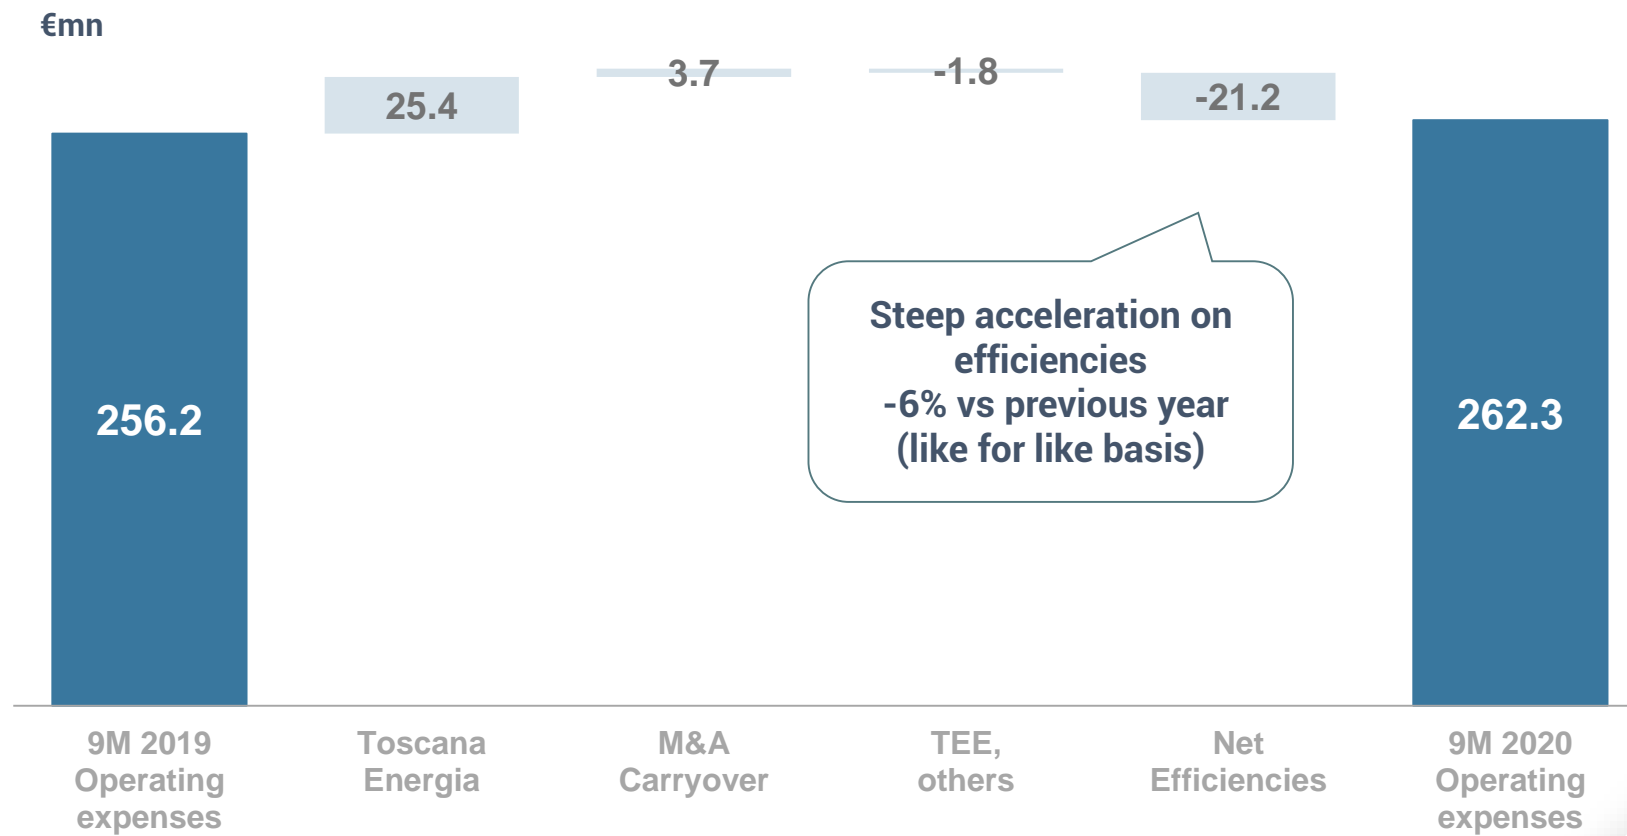 €mn
25.4
3.7
-1.8
-21.2
256.2
262.3
Steep acceleration on
efficiencies
-6% vs previous year
(like for like basis)
9M 2019
Operating
expenses
Toscana
Energia
M&A
Carryover
TEE,
others
Net
Efficiencies
9M 2020
Operating
expenses